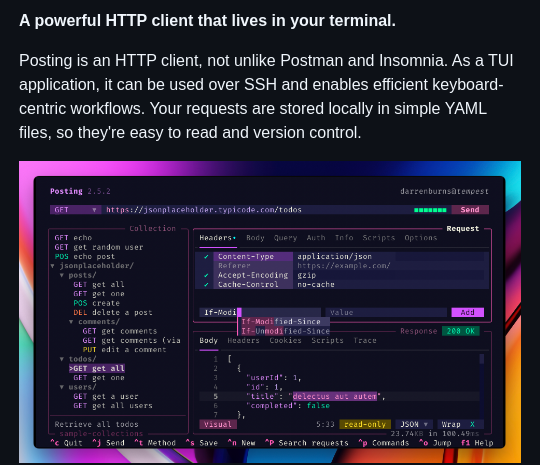 A powerful HTTP client that lives in your terminal.
Posting is an HTTP client, not unlike Postman and Insomnia. As a TUI
application, it can be used over SSH and enables efficient keyboard-
centric workflows. Your requests are stored locally in simple YAML
files, so they're easy to read and version control.
Posting 2.5.2 darrenburns@tempest
GET ▼ https://jsonplaceholder.typicode.com/todos ■■■■■■■ Send
Collection
GET echo
GET get random user
POS echo post
▼ jsonplaceholder/
▼ posts/
GET get all
GET get one
POS create
DEL delete a post
▼ comments/
GET get comments
GET get comments (via
PUT edit a comment
▼ todos/
>GET get all
GET get one
▼ users/
GET get a user
GET get all users
Retrieve all todos
sample-collections
Request
Headers• Body Query Auth Info Scripts Options
✓ Content-Type application/json
Referer https://example.com/
✓ Accept-Encoding gzip
✓ Cache-Control no-cache
If-Modi Value Add
If-Modified-Since
If-Unmodified-Since
Response 200 OK
Body Headers Cookies Scripts Trace
1 [
2 {
3 "userId": 1,
4 "id": 1,
5 "title": "delectus aut autem",
6 "completed": false
7 },
Visual 5:33 read-only JSON ▼ Wrap X
23.74KB in 100.49ms
^c Quit ^j Send ^t Method ^s Save ^n New ^P Search requests ^p Commands ^o Jump f1 Help